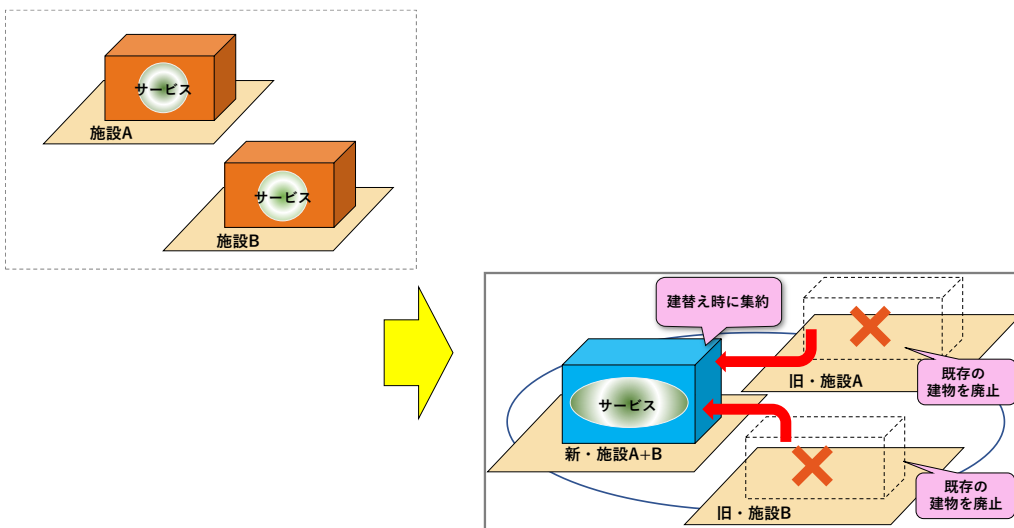 サービス
施設A
サービス
施設B
建替え時に集約
旧・施設A
既存の
建物を廃止
サービス
新・施設A+B
既存の
建物を廃止
旧・施設B